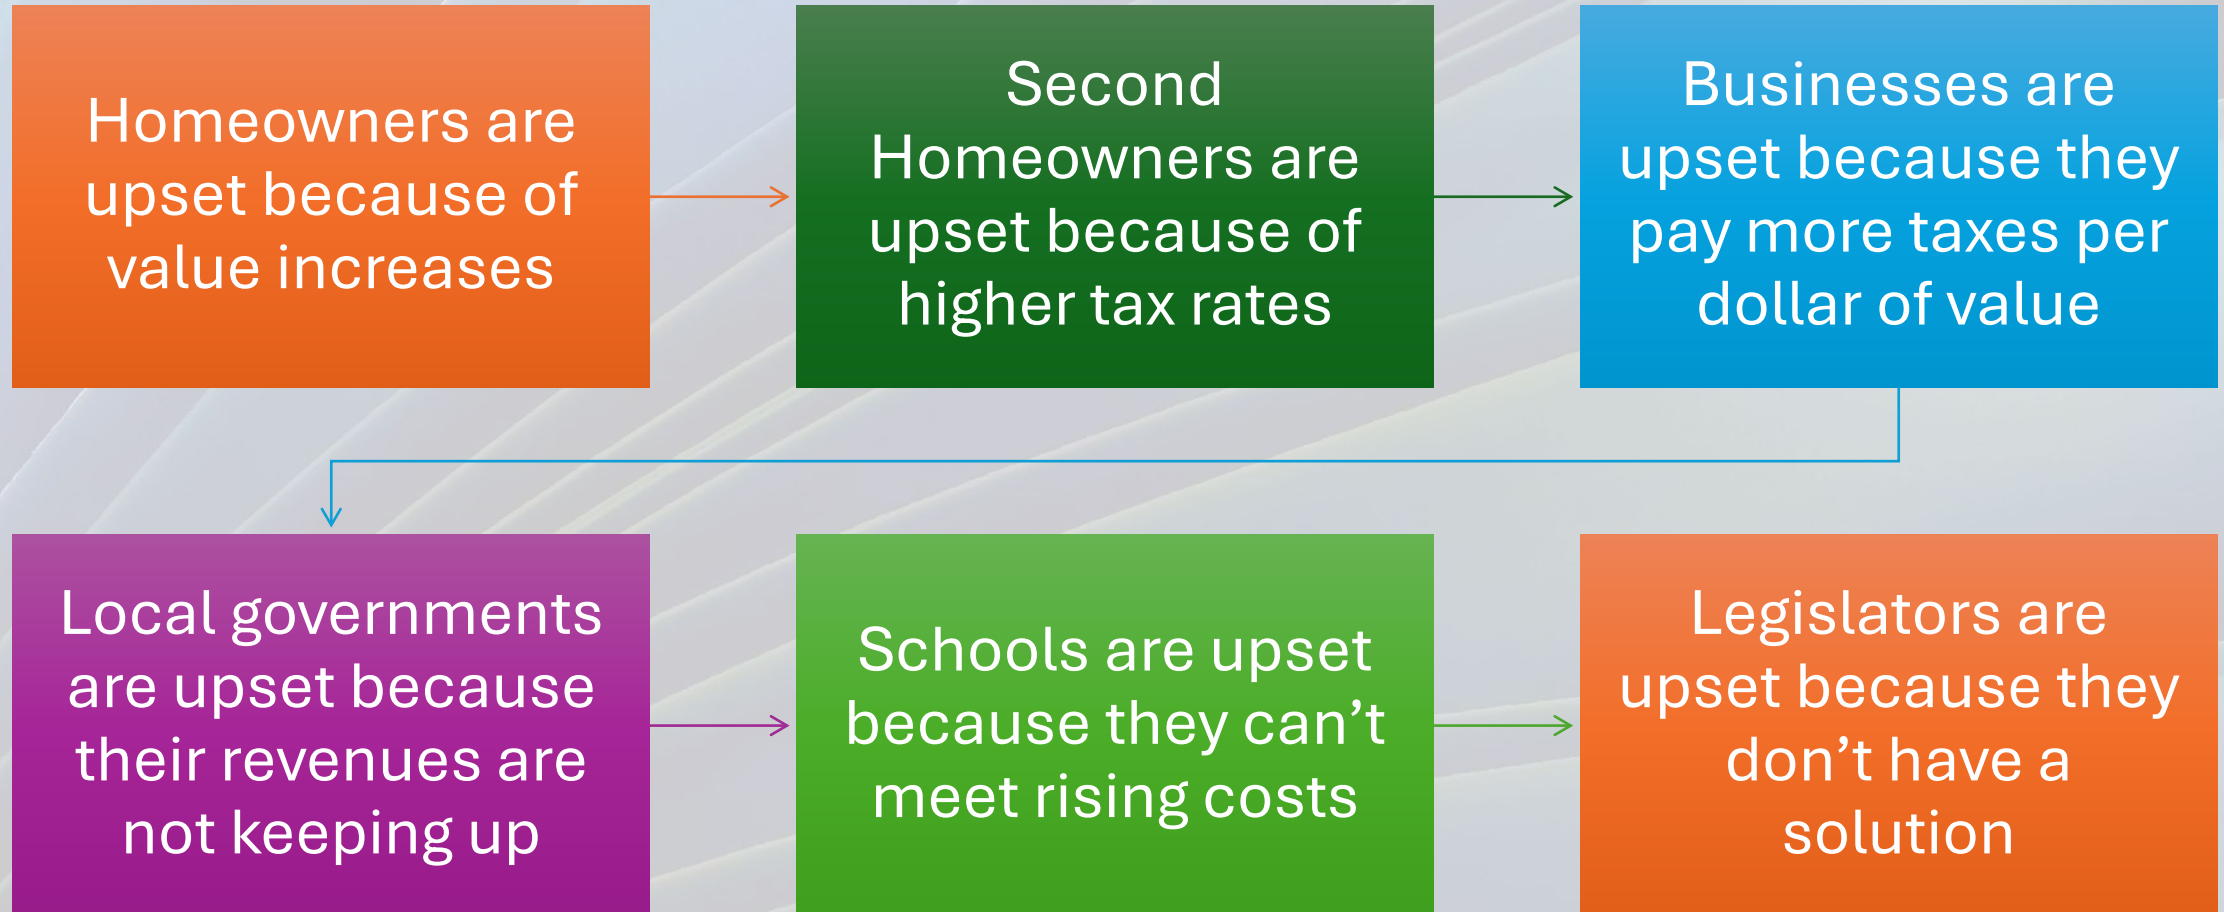 Homeowners are
upset because of
value increases
Second
Homeowners are
upset because of
higher tax rates
Businesses are
upset because they
pay more taxes per
dollar of value
Local governments
are upset because
their revenues are
not keeping up
Schools are upset
because they can’t
meet rising costs
Legislators are
upset because they
don’t have a
solution